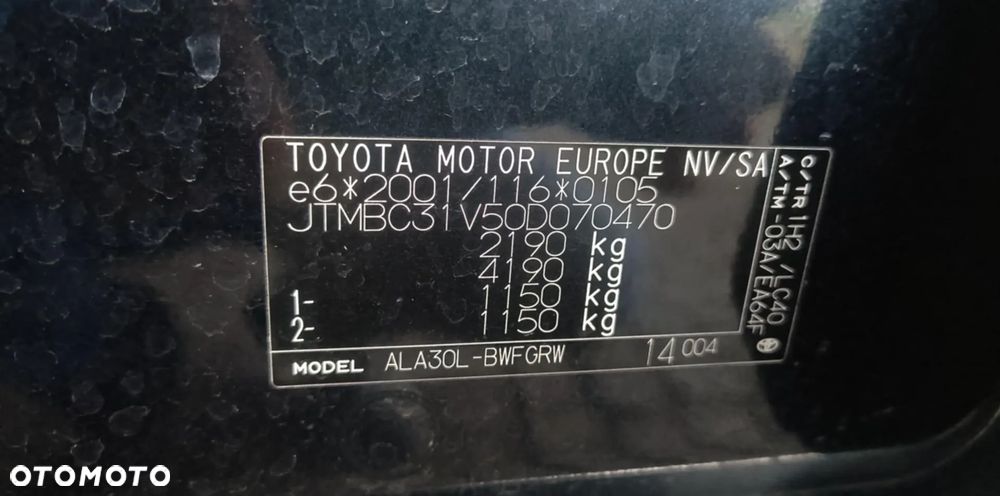 TOYOTA MOTOR EUROPE NV/SA
e6*2001/116*0105
JTMBC31V50D070470
2190 kg
4190 kg
1- 1150 kg
2- 1150 kg
MODEL ALA30L-BWFGRW 14 004
C/TR 1H2 /LC40
A/TM -03A/EA64F
OTOMOTO